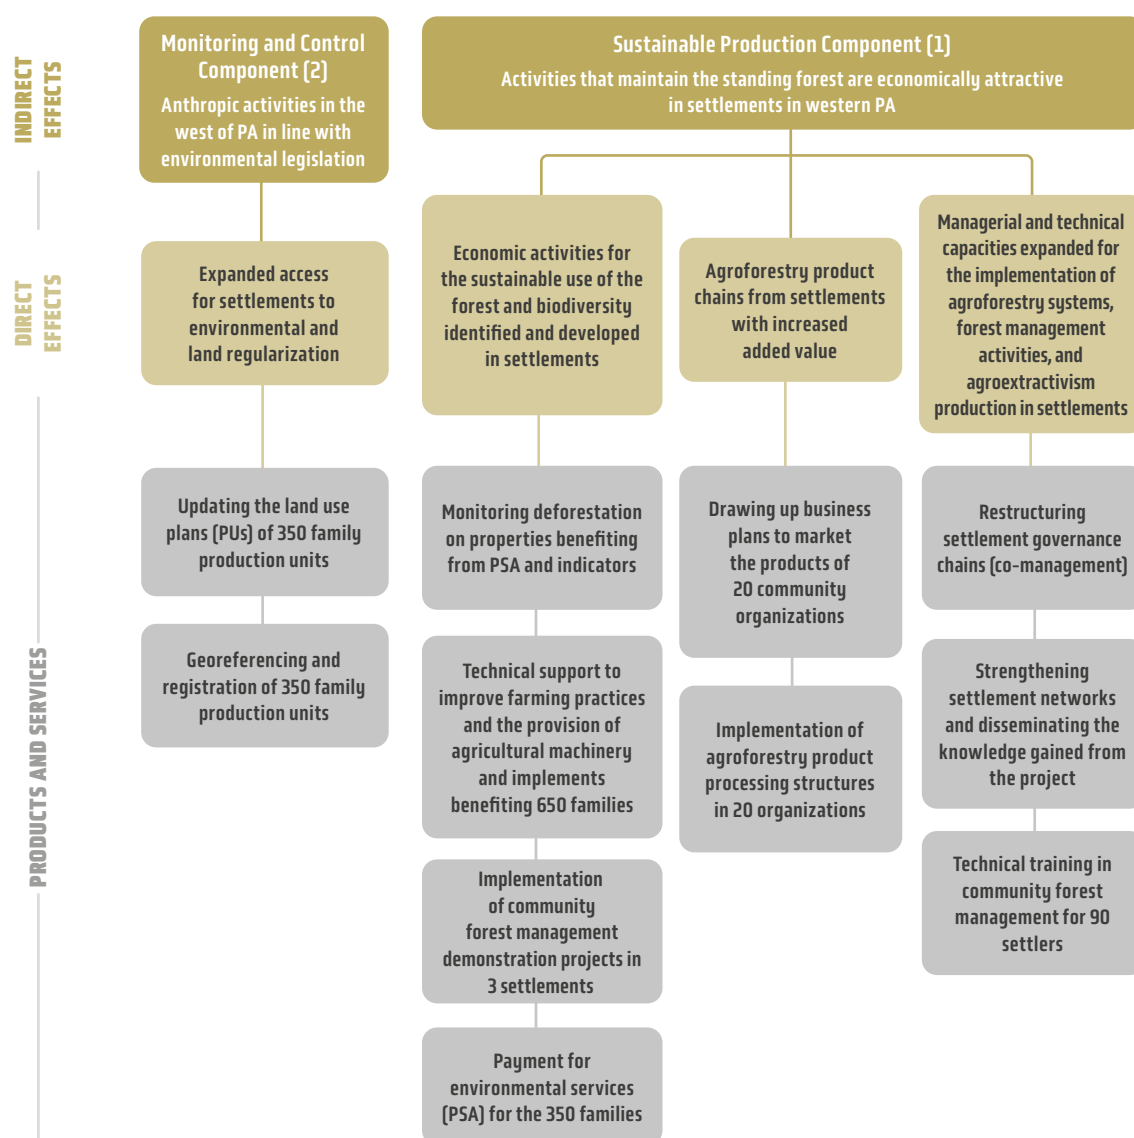 INDIRECT
EFFECTS
Monitoring and Control
Component (2)
Anthropic activities in the
west of PA in line with
environmental legislation
Sustainable Production Component (1)
Activities that maintain the standing forest are economically attractive
in settlements in western PA
DIRECT
EFFECTS
Expanded access
for settlements to
environmental and
land regularization
Economic activities for
the sustainable use of the
forest and biodiversity
identified and developed
in settlements
Agroforestry product
chains from settlements
with increased
added value
Managerial and technical
capacities expanded for
the implementation of
agroforestry systems,
forest management
activities, and
agroextractivism
production in settlements
PRODUCTS AND SERVICES
Updating the land use
plans (PUs) of 350 family
production units
Georeferencing and
registration of 350 family
production units
Monitoring deforestation
on properties benefiting
from PSA and indicators
Technical support to
improve farming practices
and the provision of
agricultural machinery
and implements
benefiting 650 families
Implementation
of community
forest management
demonstration projects in
3 settlements
Payment for
environmental services
(PSA) for the 350 families
Drawing up business
plans to market
the products of
20 community
organizations
Implementation of
agroforestry product
processing structures
in 20 organizations
Restructuring
settlement governance
chains (co-management)
Strengthening
settlement networks
and disseminating the
knowledge gained from
the project
Technical training in
community forest
management for 90
settlers